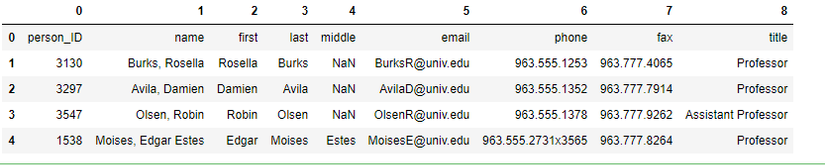 0 1 2 3 4 5 6 7 8
0 person_ID name first last middle email phone fax title
1 3130 Burks, Rosella Rosella Burks NaN BurksR@univ.edu 963.555.1253 963.777.4065 Professor
2 3297 Avila, Damien Damien Avila NaN AvilaD@univ.edu 963.555.1352 963.777.7914 Professor
3 3547 Olsen, Robin Robin Olsen NaN OlsenR@univ.edu 963.555.1378 963.777.9262 Assistant Professor
4 1538 Moises, Edgar Estes Edgar Moises Estes MoisesE@univ.edu 963.555.2731x3565 963.777.8264 Professor